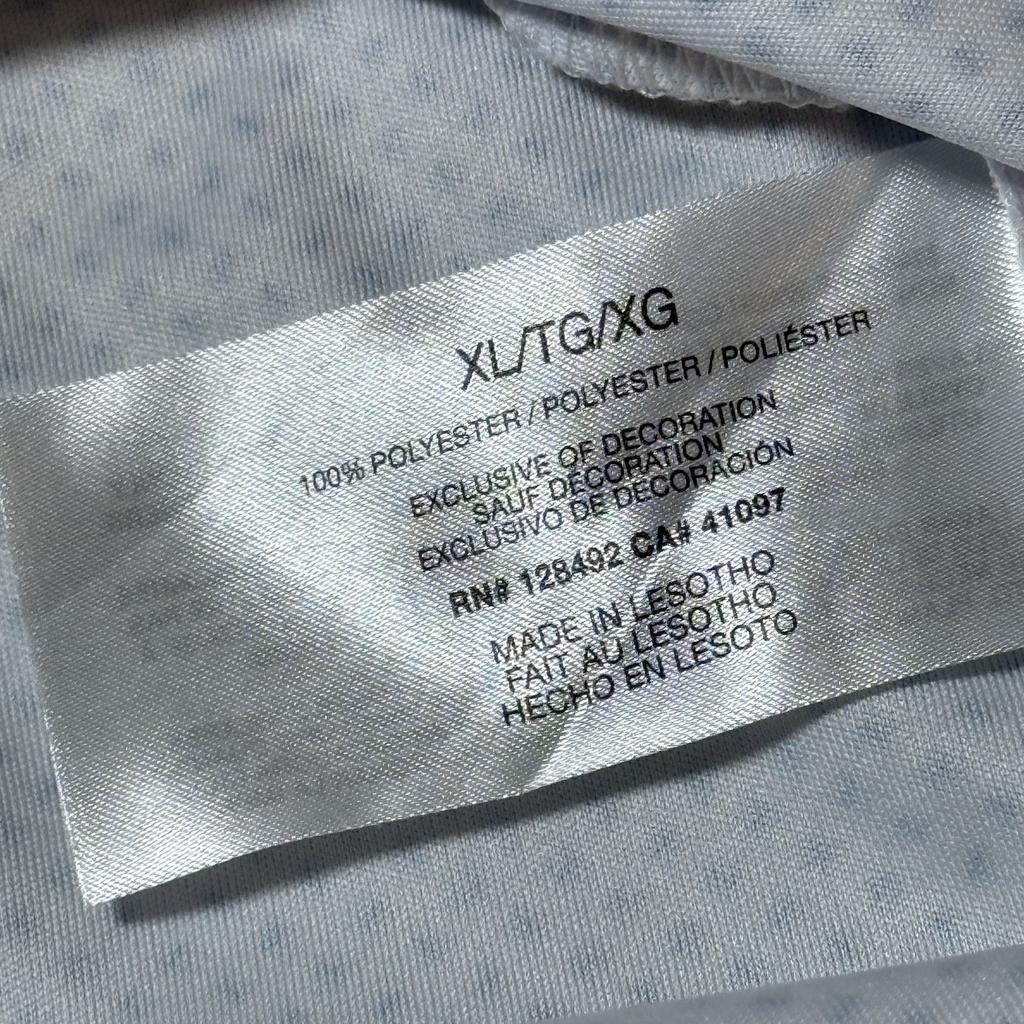 XL/TG/XG
100% POLYESTER / POLYESTER / POLIÉSTER
EXCLUSIVE OF DECORATION
SAUF DÉCORATION
EXCLUSIVO DE DECORACIÓN
RN# 128492 CA# 41097
MADE IN LESOTHO
FAIT AU LESOTHO
HECHO EN LESOTO